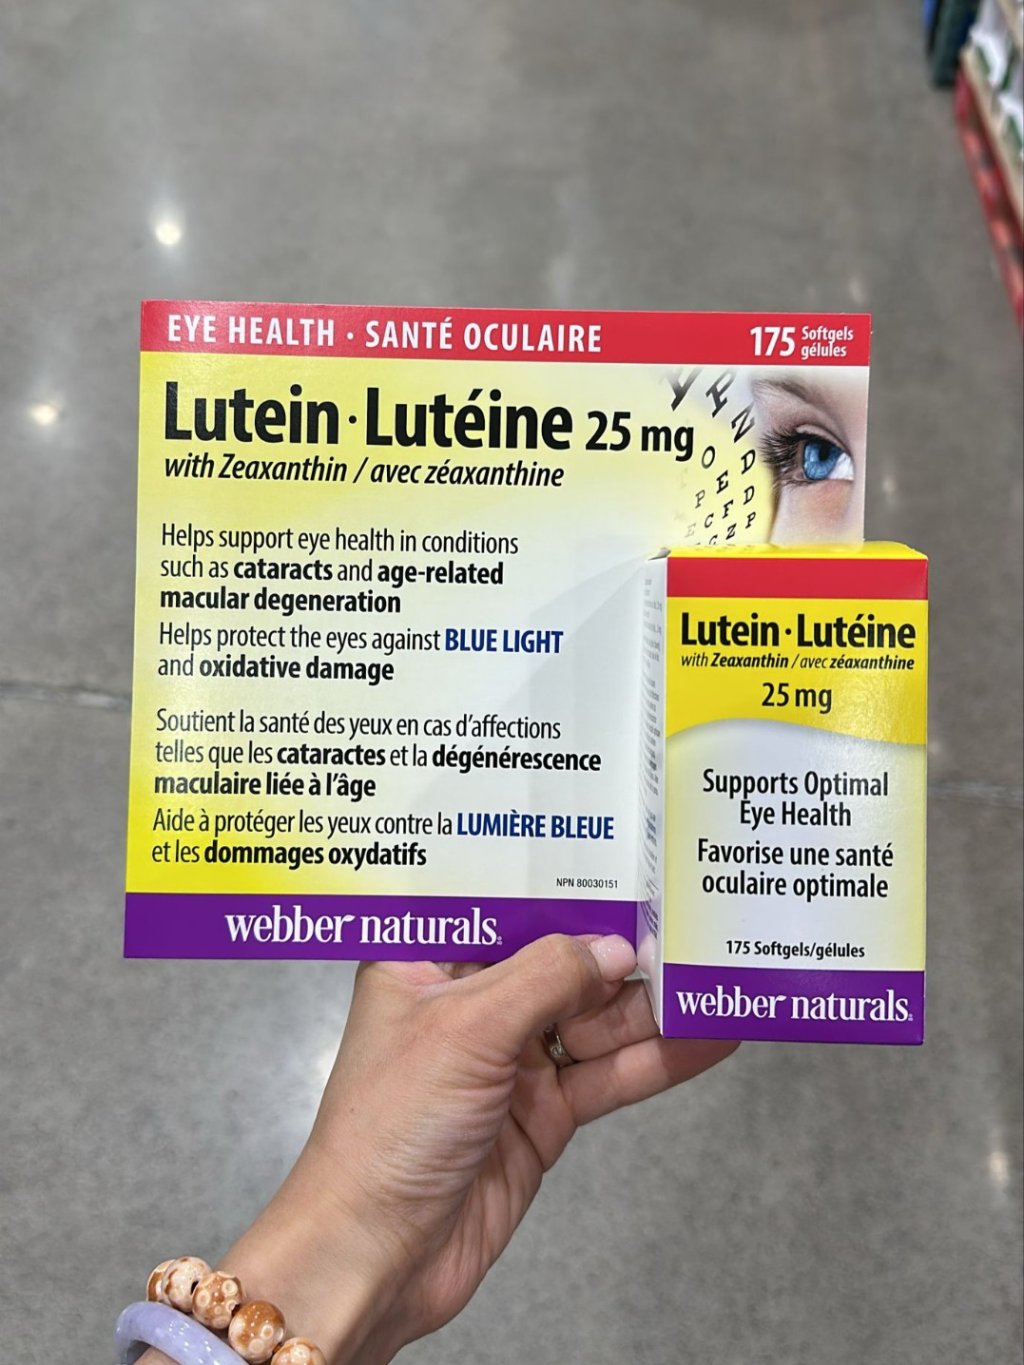 EYE HEALTH · SANTÉ OCULAIRE
175 Softgels
gélules
Lutein · Lutéine 25 mg
with Zeaxanthin / avec zéaxanthine
Helps support eye health in conditions
such as cataracts and age-related
macular degeneration
Helps protect the eyes against BLUE LIGHT
and oxidative damage
Soutient la santé des yeux en cas d'affections
telles que les cataractes et la dégénérescence
maculaire liée à l'âge
Aide à protéger les yeux contre la LUMIÈRE BLEUE
et les dommages oxydatifs
NPN 80030151
webber naturals®
Lutein · Lutéine
with Zeaxanthin / avec zéaxanthine
25 mg
Supports Optimal
Eye Health
Favorise une santé
oculaire optimale
175 Softgels/gélules
webber naturals®